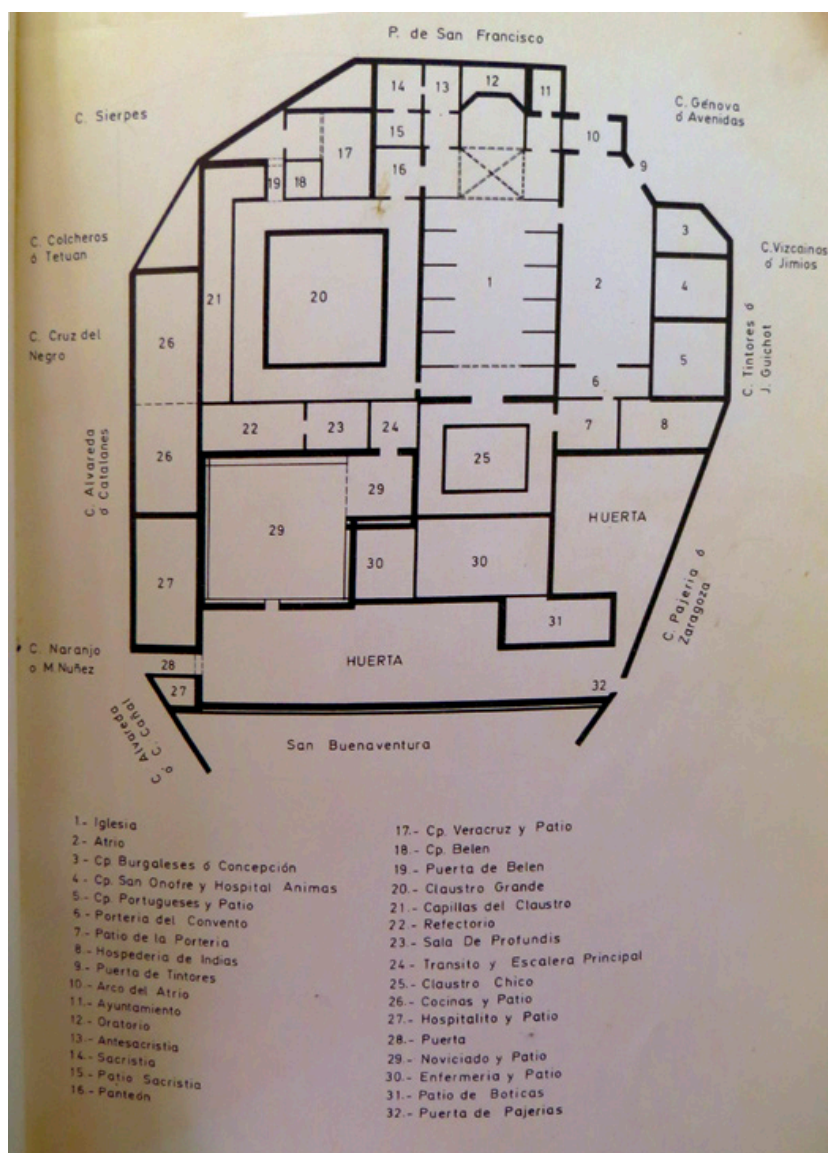 P. de San Francisco
C. Sierpes
C. Génova
ó Avenidas
14
13
12
11
10
15
17
16
9
19
18
3
C. Colcheros
ó Tetuan
C. Vizcainos
ó Jimios
21
20
1
2
4
C. Cruz del
Negro
26
5
C. Tintores ó
J. Guichot
6
22
23
24
7
8
C. Alvareda
ó Catalanes
26
25
29
29
HUERTA
27
30
30
31
C. Pajeria ó
Zaragoza
C. Naranjo
o M. Nuñez
28
HUERTA
27
32
C. Alvareda
ó C. Cañal
San Buenaventura
1.- Iglesia
2.- Atrio
3.- Cp Burgaleses ó Concepción
4.- Cp. San Onofre y Hospital Animas
5.- Cp. Portugueses y Patio
6.- Porteria del Convento
7.- Patio de la Porteria
8.- Hospederia de Indias
9.- Puerta de Tintores
10.- Arco del Atrio
11.- Ayuntamiento
12.- Oratorio
13.- Antesacristia
14.- Sacristia
15.- Patio Sacristia
16.- Panteón
17.- Cp. Veracruz y Patio
18.- Cp. Belen
19.- Puerta de Belen
20.- Claustro Grande
21.- Capillas del Claustro
22.- Refectorio
23.- Sala De Profundis
24.- Transito y Escalera Principal
25.- Claustro Chico
26.- Cocinas y Patio
27.- Hospitalito y Patio
28.- Puerta
29.- Noviciado y Patio
30.- Enfermeria y Patio
31.- Patio de Boticas
32.- Puerta de Pajerias